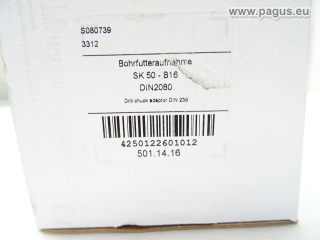 © www.pagus.eu
S080739
3312
Bohrfutteraufnahme
SK 50 - B16
DIN2080
Drill chuck adaptor DIN 238
4250122601012
501.14.16